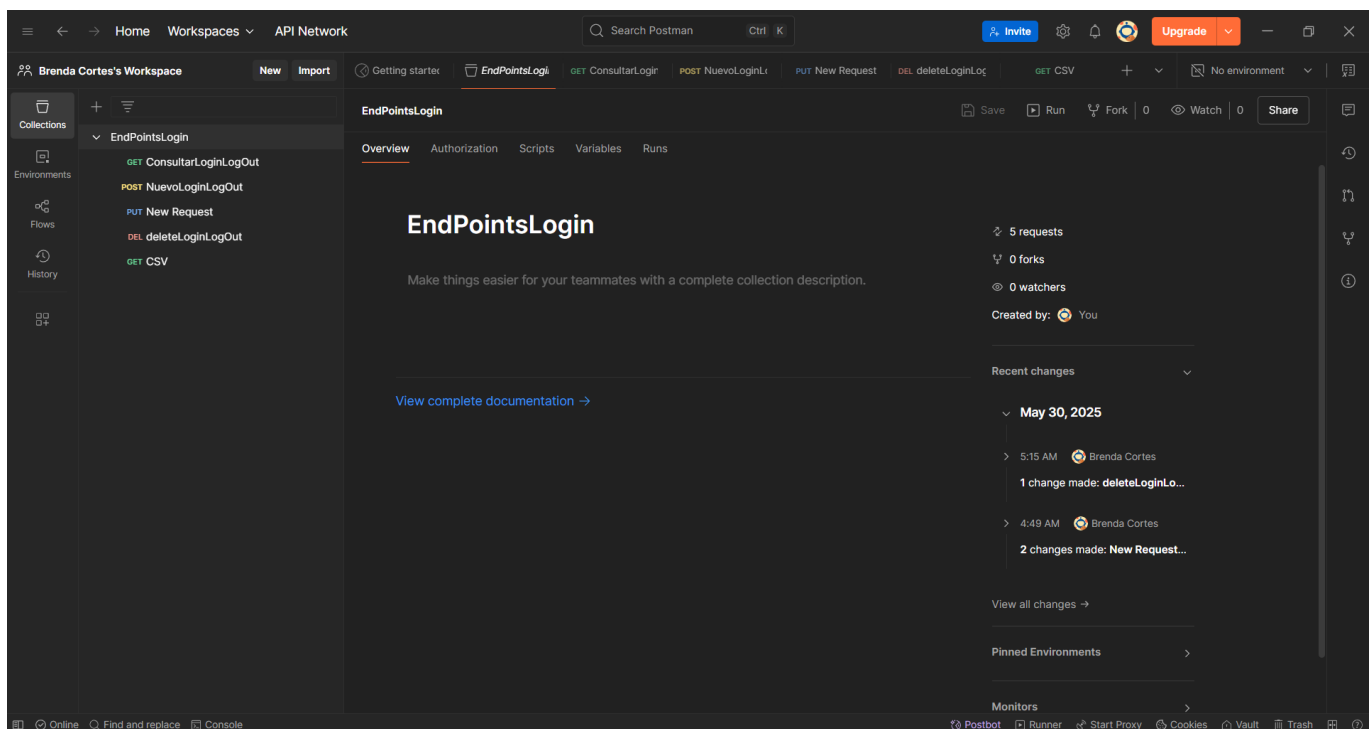 Home Workspaces API Network Search Postman Ctrl K Invite Upgrade
Brenda Cortes's Workspace New Import Getting started EndPointsLogi GET ConsultarLogin POST NuevoLoginL PUT New Request DEL deleteLoginLog GET CSV No environment
Collections
Environments
Flows
History
EndPointsLogin
GET ConsultarLoginLogOut
POST NuevoLoginLogOut
PUT New Request
DEL deleteLoginLogOut
GET CSV
EndPointsLogin Save Run Fork 0 Watch 0 Share
Overview Authorization Scripts Variables Runs
EndPointsLogin
Make things easier for your teammates with a complete collection description.
View complete documentation →
5 requests
0 forks
0 watchers
Created by: You
Recent changes
May 30, 2025
5:15 AM Brenda Cortes
1 change made: deleteLoginLo...
4:49 AM Brenda Cortes
2 changes made: New Request...
View all changes →
Pinned Environments
Monitors
Online Find and replace Console Postbot Runner Start Proxy Cookies Vault Trash